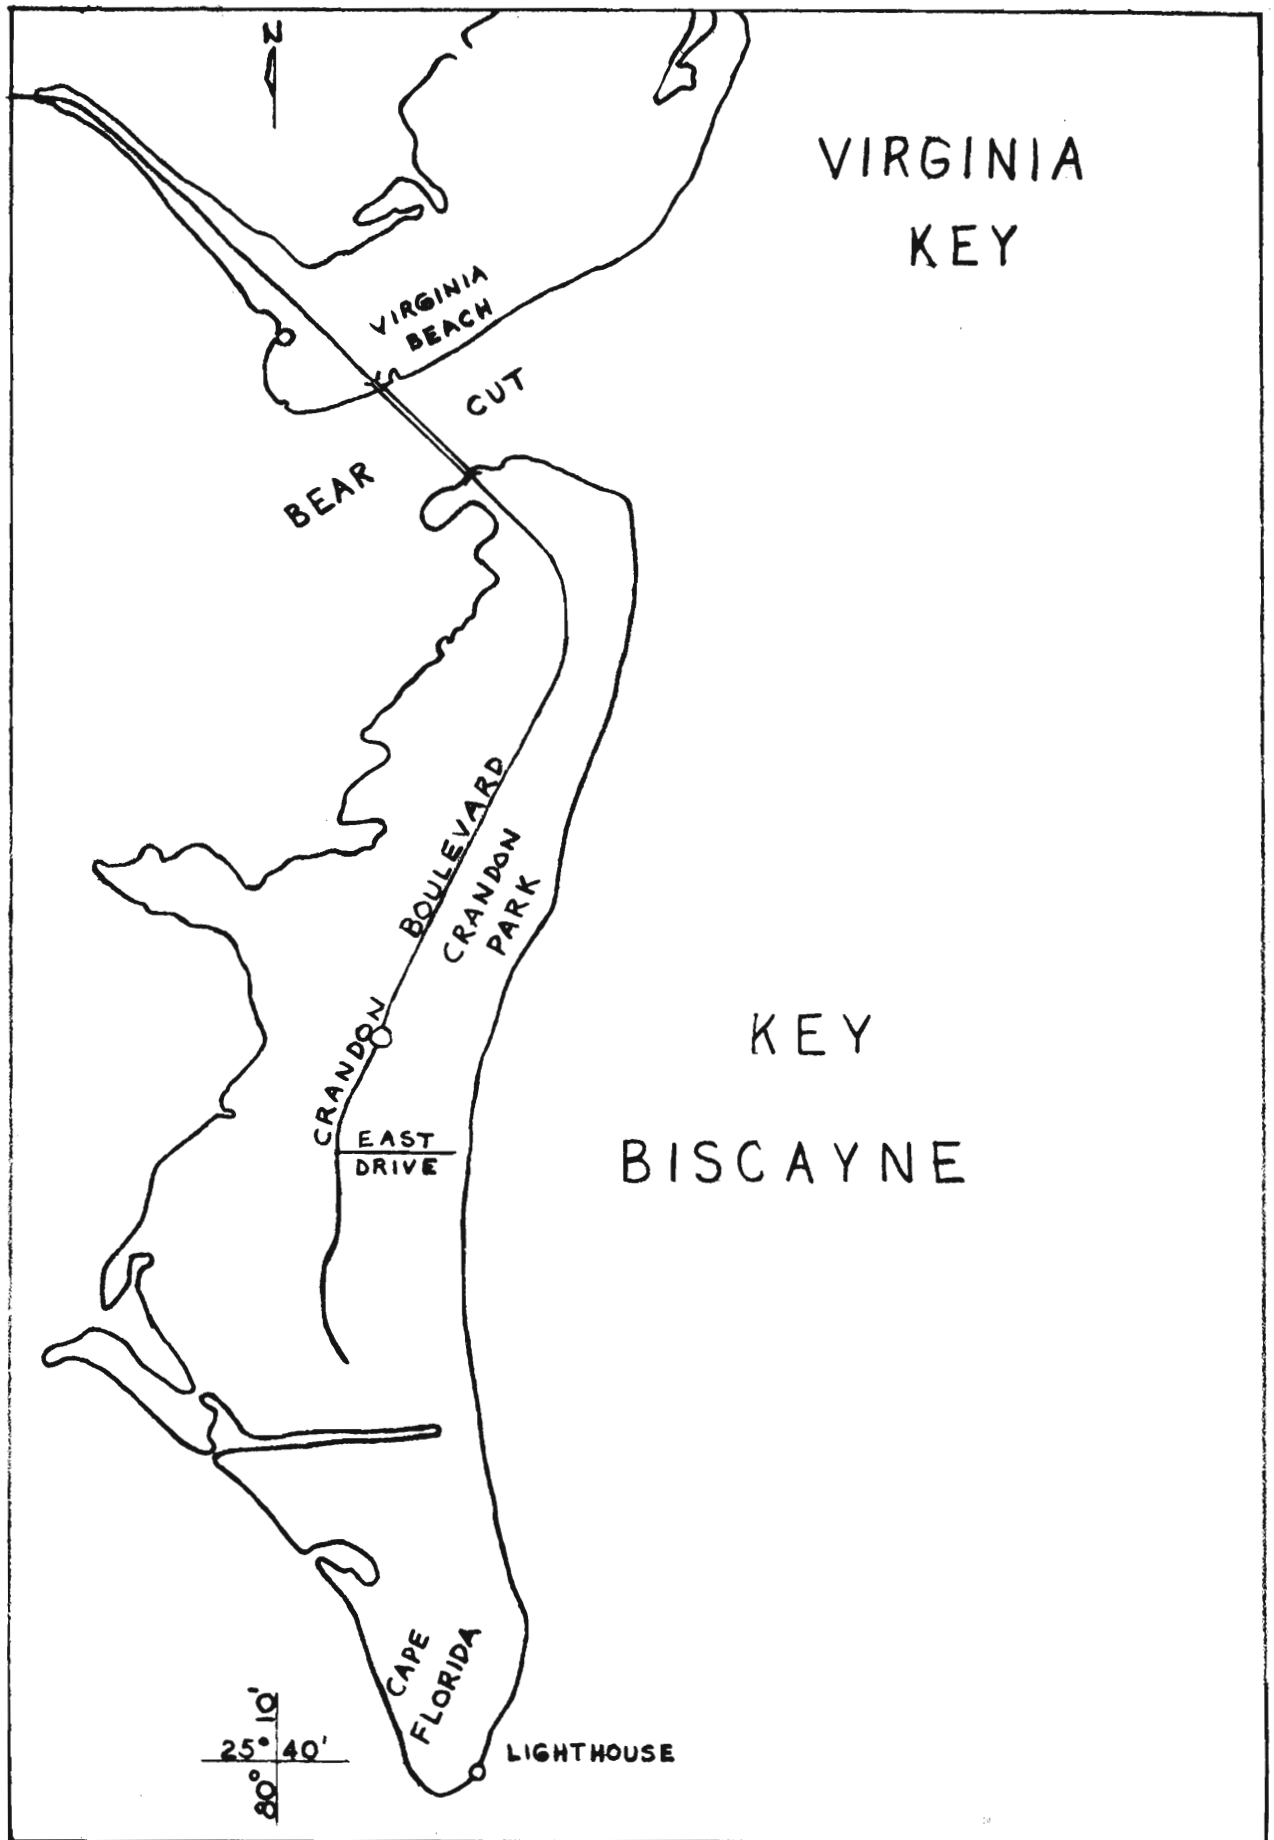 N
VIRGINIA
KEY
VIRGINIA
BEACH
CUT
BEAR
BOULEVARD
CRANDON
PARK
CRANDON
KEY
BISCAYNE
EAST
DRIVE
CAPE
FLORIDA
LIGHTHOUSE
25° 40'
80° 10'